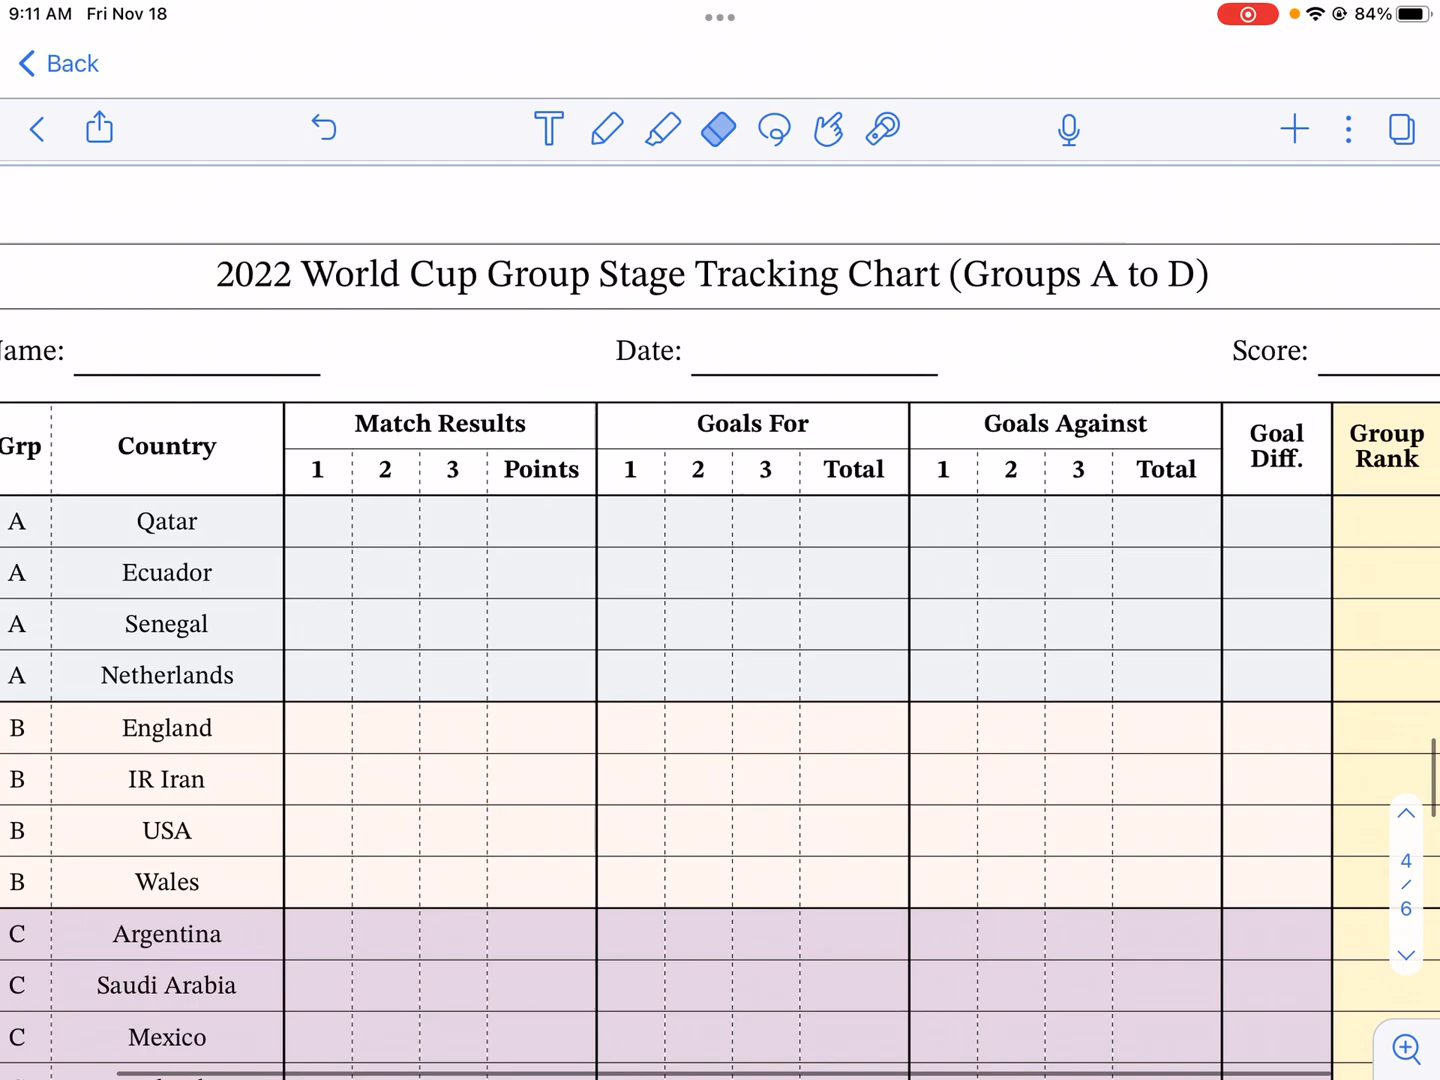 9:11 AM Fri Nov 18
84%
Back
2022 World Cup Group Stage Tracking Chart (Groups A to D)
Date: Score:
Grp Country Match Results Goals For Goals Against Goal Diff. Group Rank
1 2 3 Points 1 2 3 Total 1 2 3 Total
A Qatar
A Ecuador
A Senegal
A Netherlands
B England
B IR Iran
B USA
B Wales
C Argentina
C Saudi Arabia
C Mexico
4
/
6